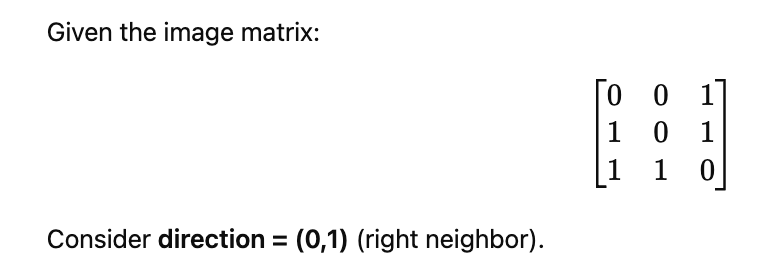 Given the image matrix:
0 0 1
1 0 1
1 1 0
Consider direction = (0,1) (right neighbor).